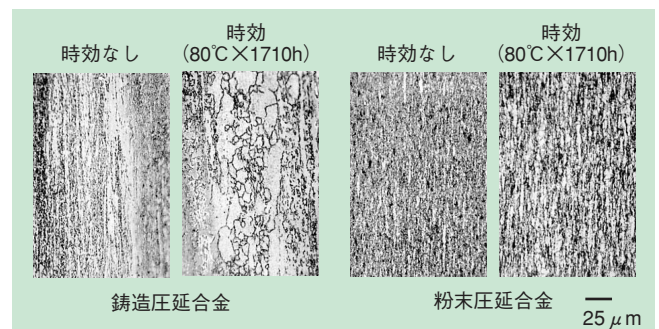 時効なし
時効
(80℃×1710h)
時効なし
時効
(80℃×1710h)
鋳造圧延合金
粉末圧延合金
25μm